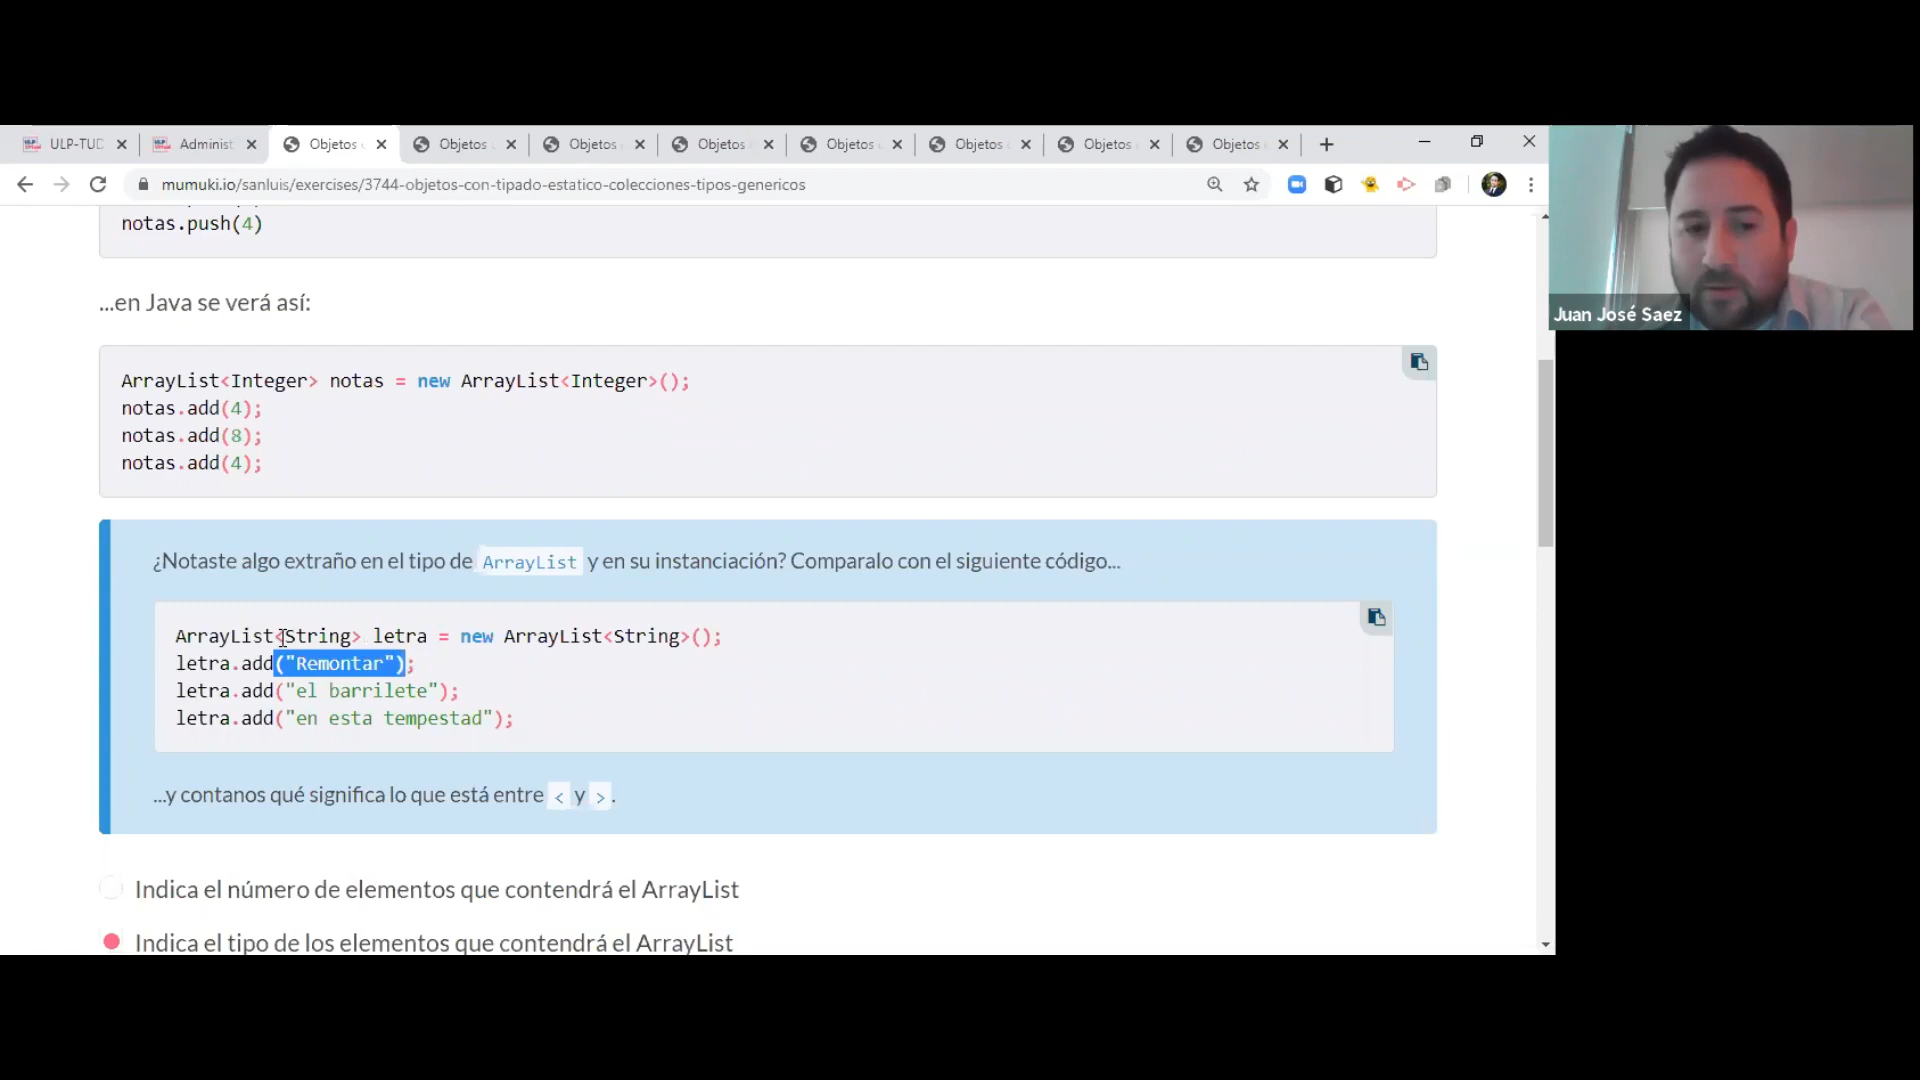 ULP-TUD
Administ
Objetos
Objetos
Objetos
Objetos
Objetos
Objetos
Objetos
Objetos
mumuki.io/sanluis/exercises/3744-objetos-con-tipado-estatico-colecciones-tipos-genericos
notas.push(4)
...en Java se verá así:
ArrayList<Integer> notas = new ArrayList<Integer>();
notas.add(4);
notas.add(8);
notas.add(4);
¿Notaste algo extraño en el tipo de ArrayList y en su instanciación? Comparalo con el siguiente código...
ArrayList<String> letra = new ArrayList<String>();
letra.add("Remontar");
letra.add("el barrilete");
letra.add("en esta tempestad");
...y contanos qué significa lo que está entre < y >.
Indica el número de elementos que contendrá el ArrayList
Indica el tipo de los elementos que contendrá el ArrayList
Juan José Saez